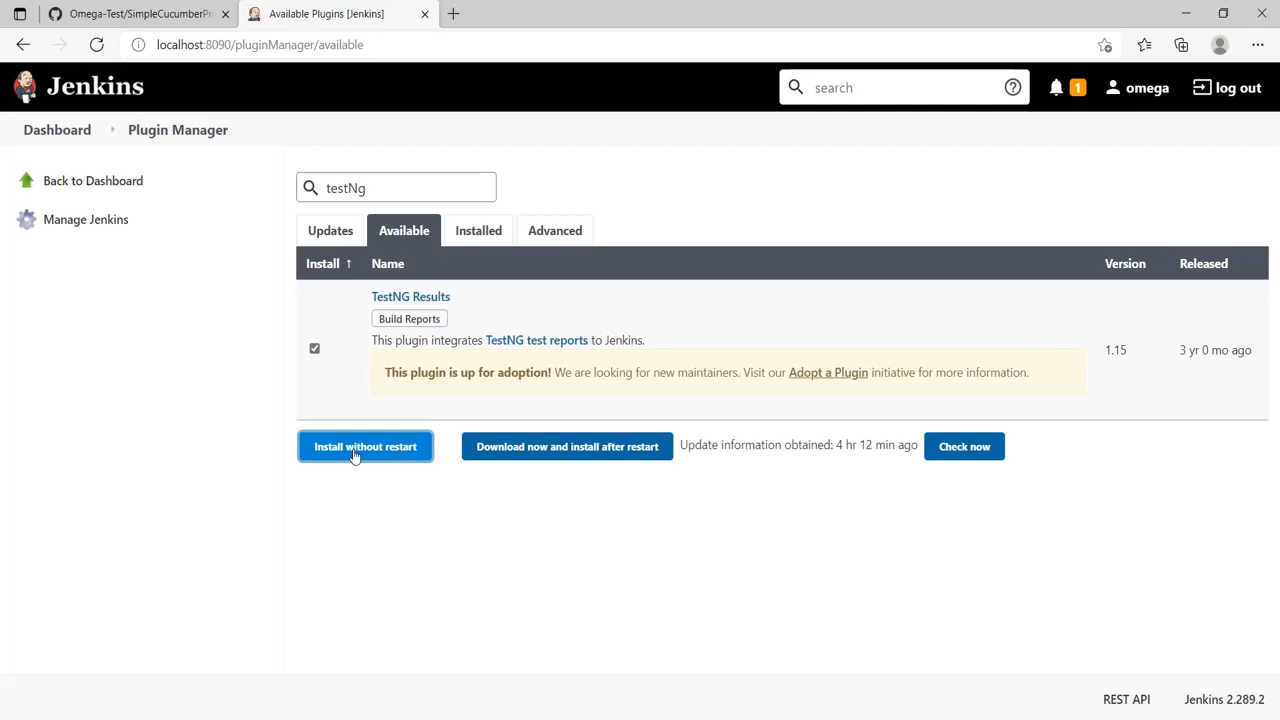 Omega-Test/SimpleCucumberPr
Available Plugins [Jenkins]
localhost:8090/pluginManager/available
Jenkins
search
1
omega
log out
Dashboard
Plugin Manager
Back to Dashboard
Manage Jenkins
testNg
Updates
Available
Installed
Advanced
Install ↑
Name
Version
Released
TestNG Results
Build Reports
This plugin integrates TestNG test reports to Jenkins.
This plugin is up for adoption! We are looking for new maintainers. Visit our Adopt a Plugin initiative for more information.
1.15
3 yr 0 mo ago
Install without restart
Download now and install after restart
Update information obtained: 4 hr 12 min ago
Check now
REST API
Jenkins 2.289.2